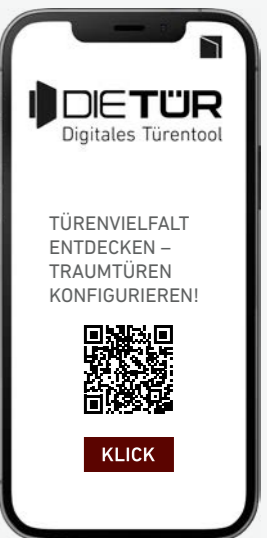 DIETÜR
Digitales Türentool
TÜRENVIELFALT
ENTDECKEN –
TRAUMTÜREN
KONFIGURIEREN!
KLICK